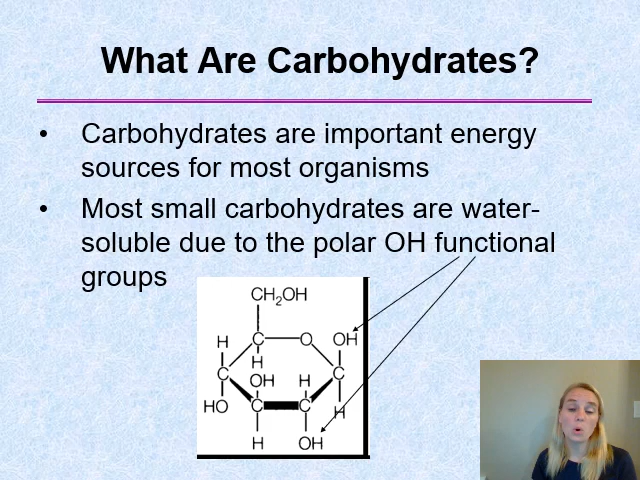 What Are Carbohydrates?
• Carbohydrates are important energy
sources for most organisms
• Most small carbohydrates are water-
soluble due to the polar OH functional
groups
CH2OH
H C O OH
H
C OH H C
HO C C H
H OH